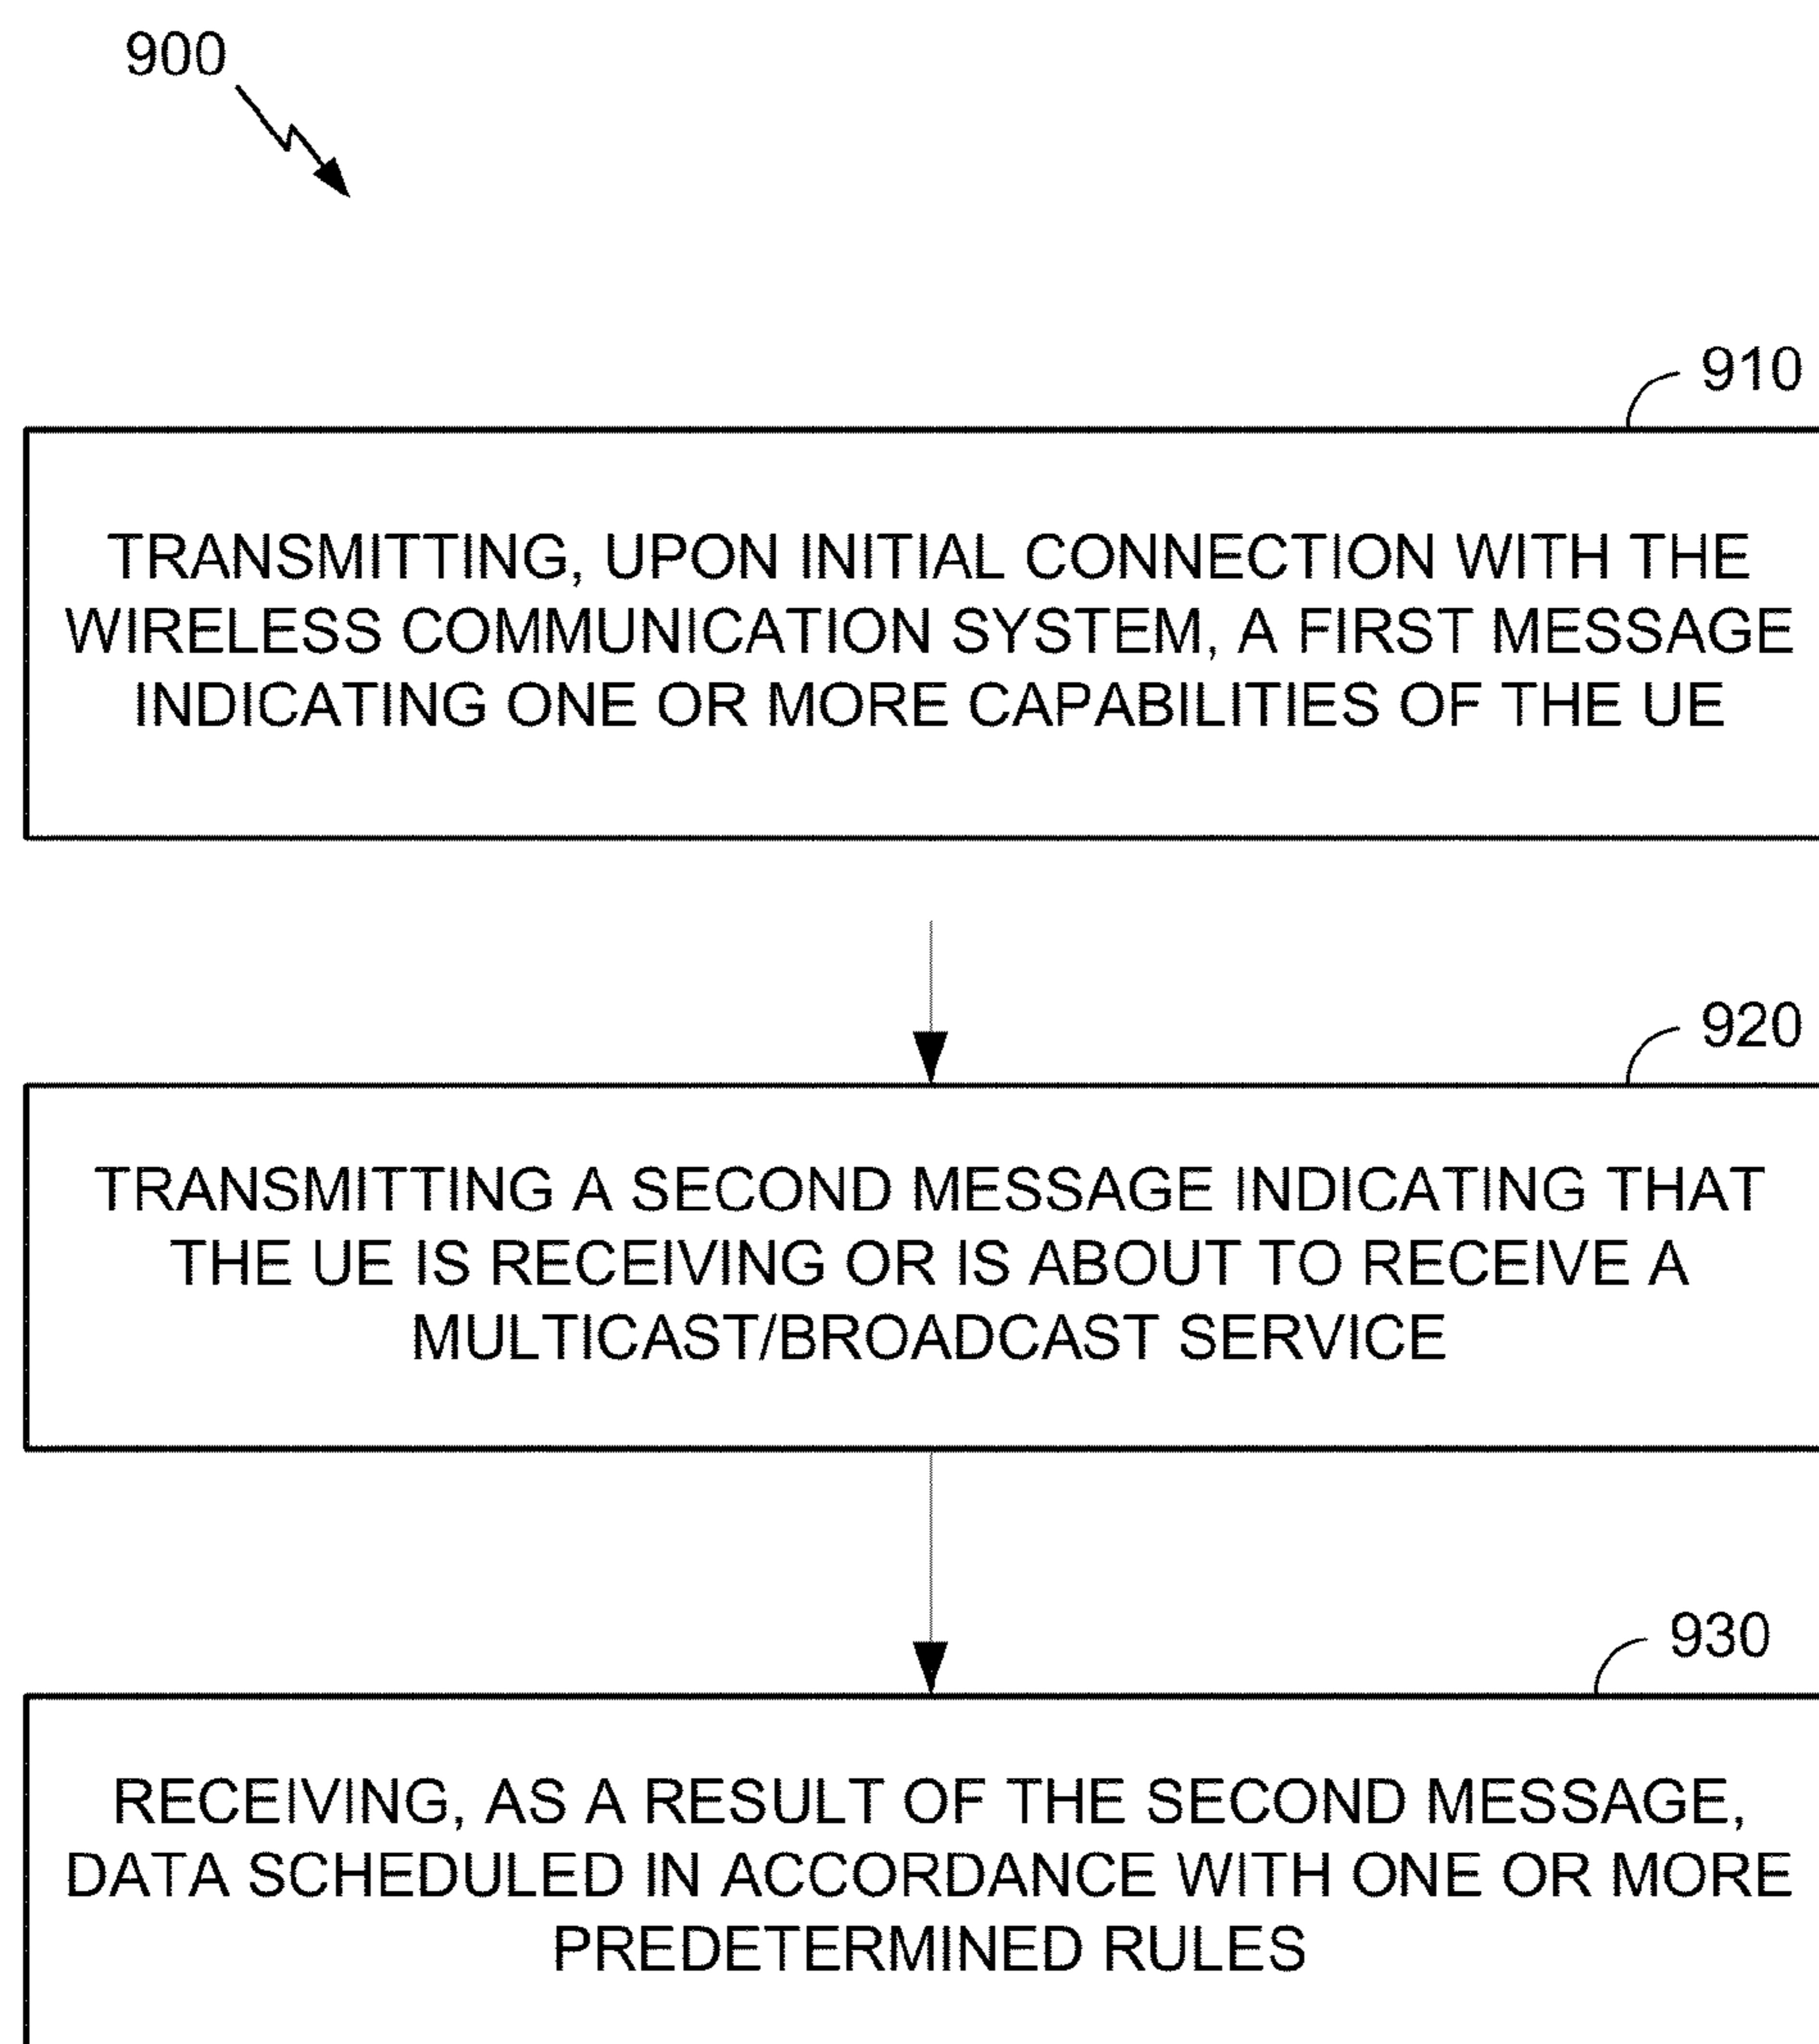 900
910
TRANSMITTING, UPON INITIAL CONNECTION WITH THE
WIRELESS COMMUNICATION SYSTEM, A FIRST MESSAGE
INDICATING ONE OR MORE CAPABILITIES OF THE UE
920
TRANSMITTING A SECOND MESSAGE INDICATING THAT
THE UE IS RECEIVING OR IS ABOUT TO RECEIVE A
MULTICAST/BROADCAST SERVICE
930
RECEIVING, AS A RESULT OF THE SECOND MESSAGE,
DATA SCHEDULED IN ACCORDANCE WITH ONE OR MORE
PREDETERMINED RULES